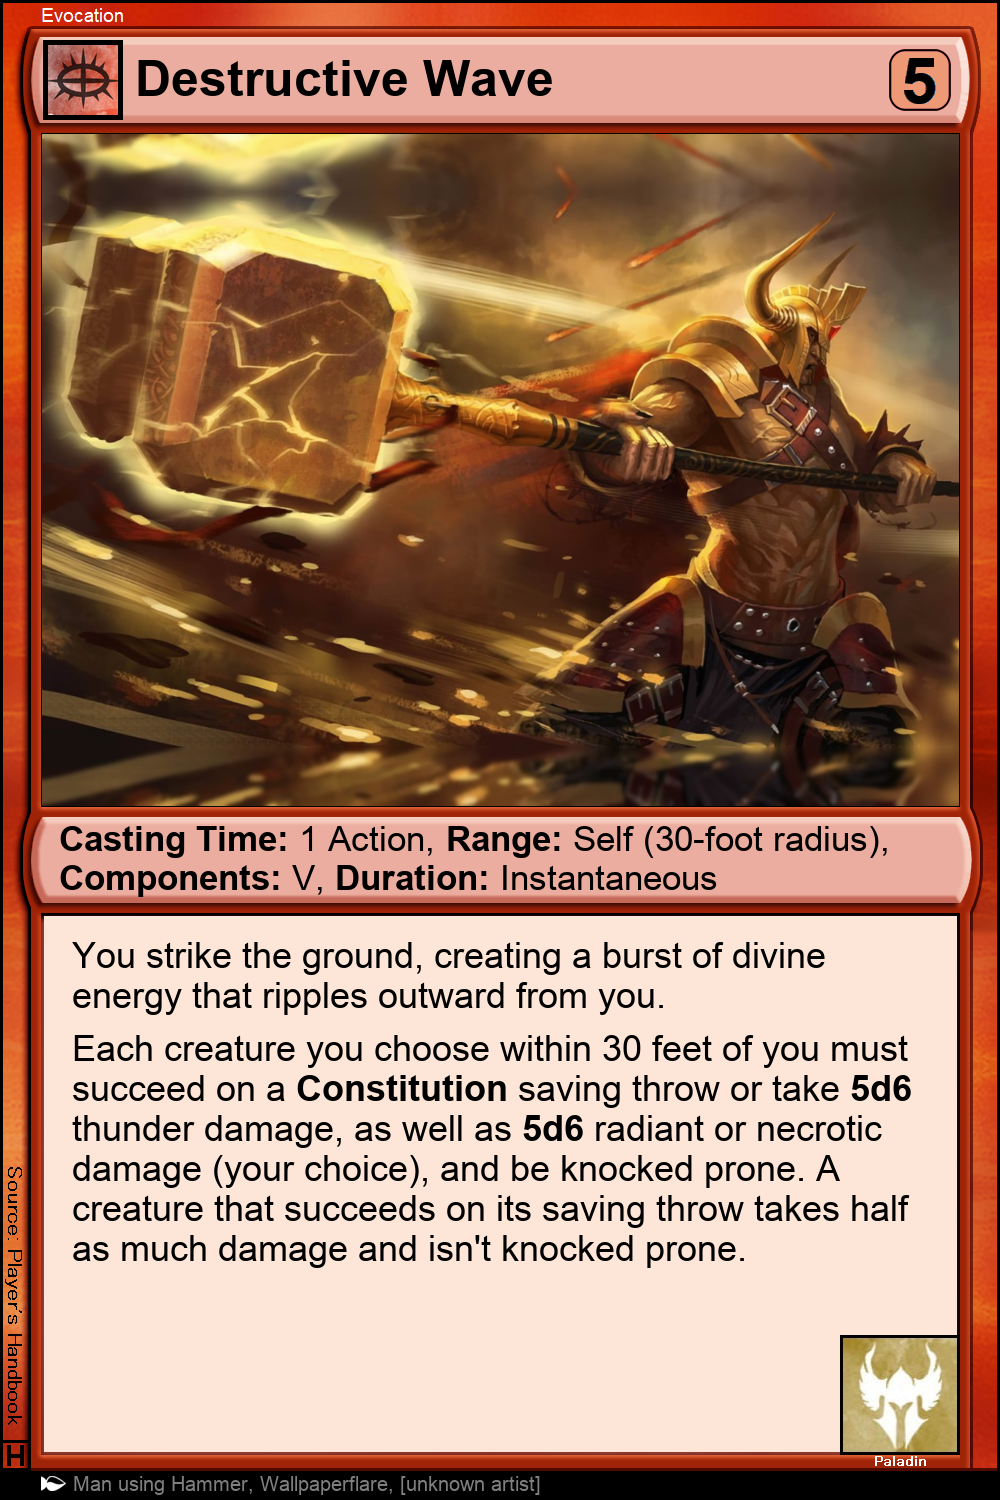 Evocation
Destructive Wave
5
Casting Time: 1 Action, Range: Self (30-foot radius),
Components: V, Duration: Instantaneous
You strike the ground, creating a burst of divine
energy that ripples outward from you.
Each creature you choose within 30 feet of you must
succeed on a Constitution saving throw or take 5d6
thunder damage, as well as 5d6 radiant or necrotic
damage (your choice), and be knocked prone. A
creature that succeeds on its saving throw takes half
as much damage and isn't knocked prone.
Source: Player's Handbook
H
Paladin
Man using Hammer, Wallpaperflare, [unknown artist]